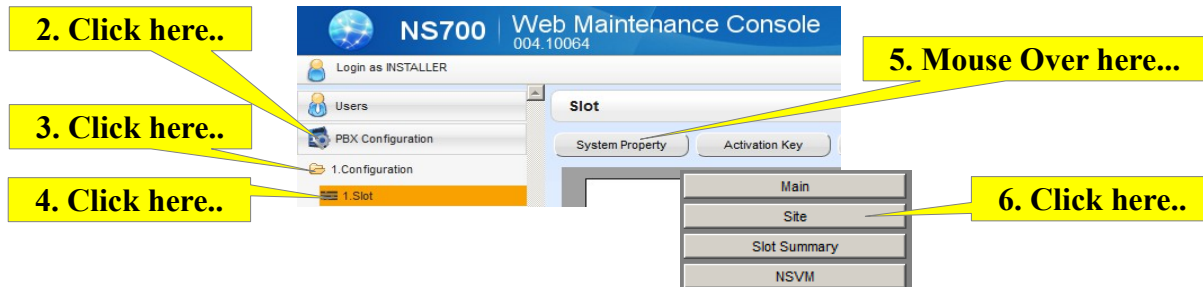 2. Click here..
NS700 Web Maintenance Console
004.10064
5. Mouse Over here...
Login as INSTALLER
Users
Slot
3. Click here..
PBX Configuration
System Property
Activation Key
1.Configuration
4. Click here..
1.Slot
Main
6. Click here..
Site
Slot Summary
NSVM